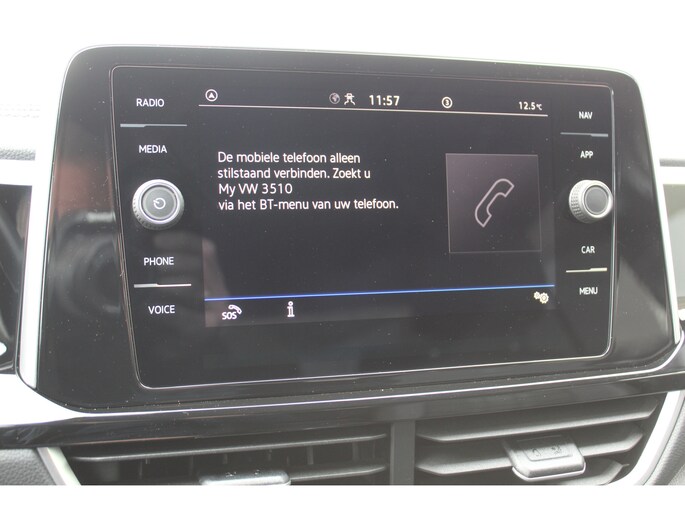 RADIO
MEDIA
PHONE
VOICE
11:57
3
12.5°C
De mobiele telefoon alleen
stilstaand verbinden. Zoekt u
My VW 3510
via het BT-menu van uw telefoon.
SOS
i
NAV
APP
CAR
MENU